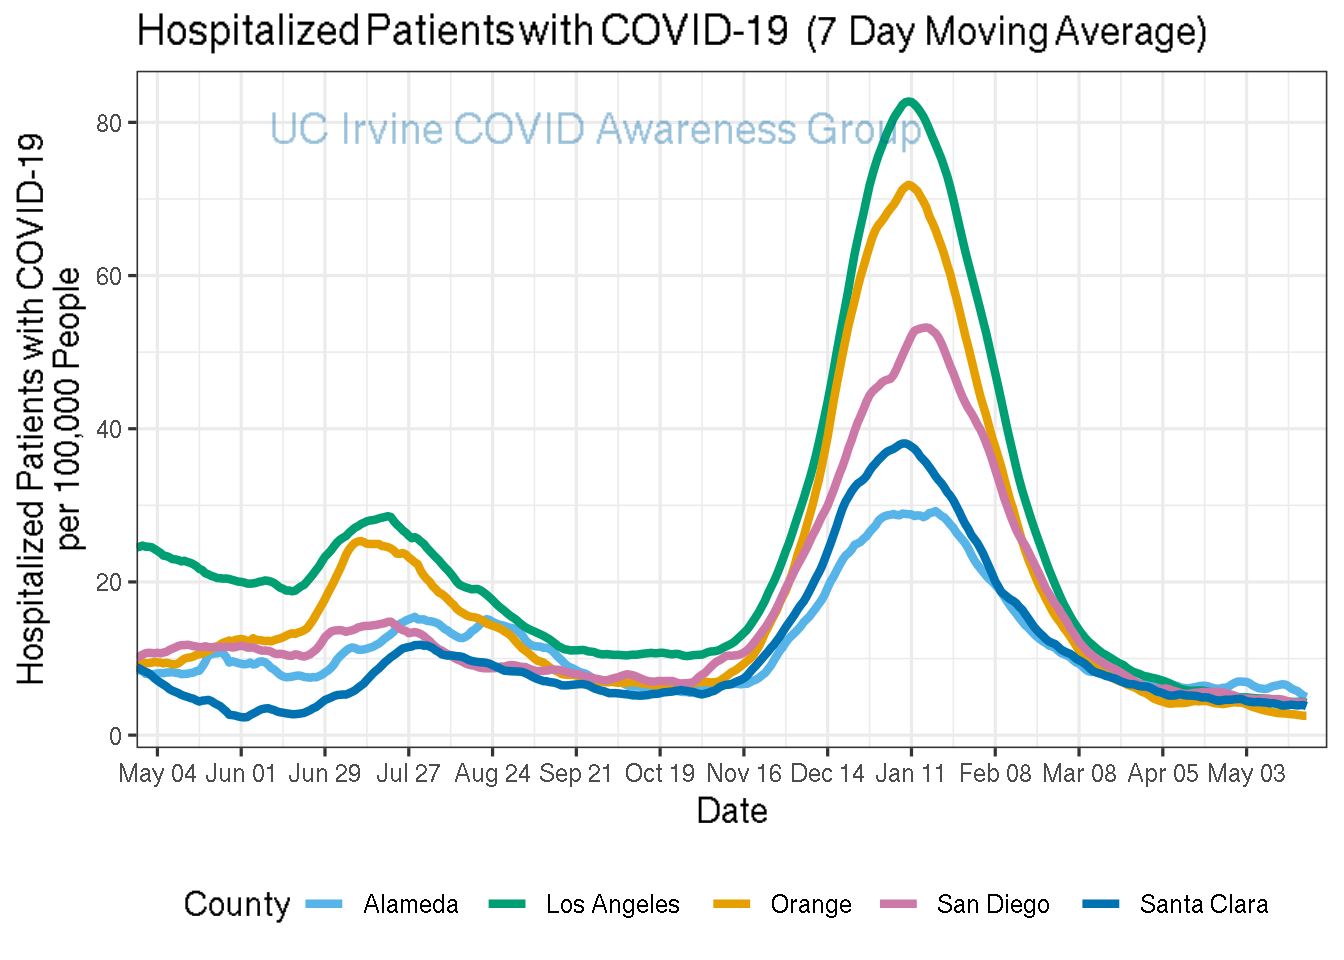 Hospitalized Patients with COVID-19 (7 Day Moving Average)
UC Irvine COVID Awareness Group
Hospitalized Patients with COVID-19
per 100,000 People
80
60
40
20
0
May 04 Jun 01 Jun 29 Jul 27 Aug 24 Sep 21 Oct 19 Nov 16 Dec 14 Jan 11 Feb 08 Mar 08 Apr 05 May 03
Date
County Alameda Los Angeles Orange San Diego Santa Clara